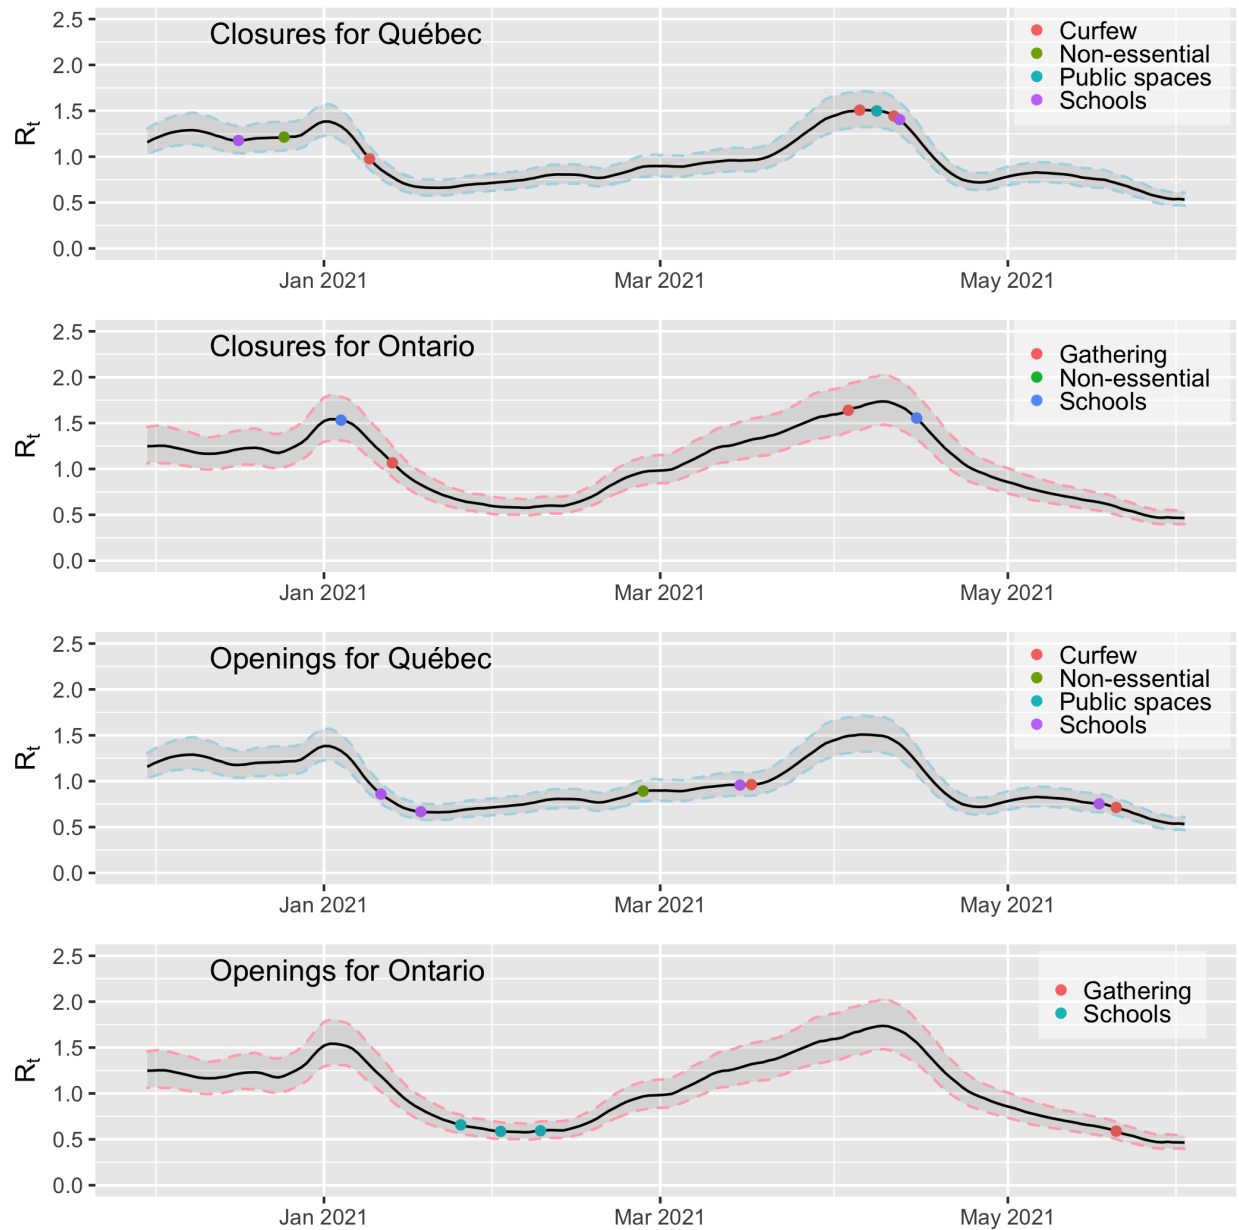 Closures for Québec
Curfew
Non-essential
Public spaces
Schools
2.5
2.0
1.5
1.0
0.5
0.0
Rt
Jan 2021
Mar 2021
May 2021
Closures for Ontario
Gathering
Non-essential
Schools
2.5
2.0
1.5
1.0
0.5
0.0
Rt
Jan 2021
Mar 2021
May 2021
Openings for Québec
Curfew
Non-essential
Public spaces
Schools
2.5
2.0
1.5
1.0
0.5
0.0
Rt
Jan 2021
Mar 2021
May 2021
Openings for Ontario
Gathering
Schools
2.5
2.0
1.5
1.0
0.5
0.0
Rt
Jan 2021
Mar 2021
May 2021